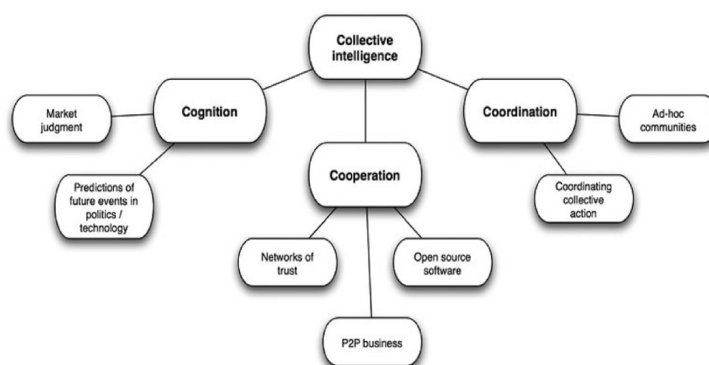 Collective
intelligence
Cognition
Coordination
Market
judgment
Ad-hoc
communities
Cooperation
Predictions of
future events in
politics /
technology
Coordinating
collective
action
Networks of
trust
Open source
software
P2P business